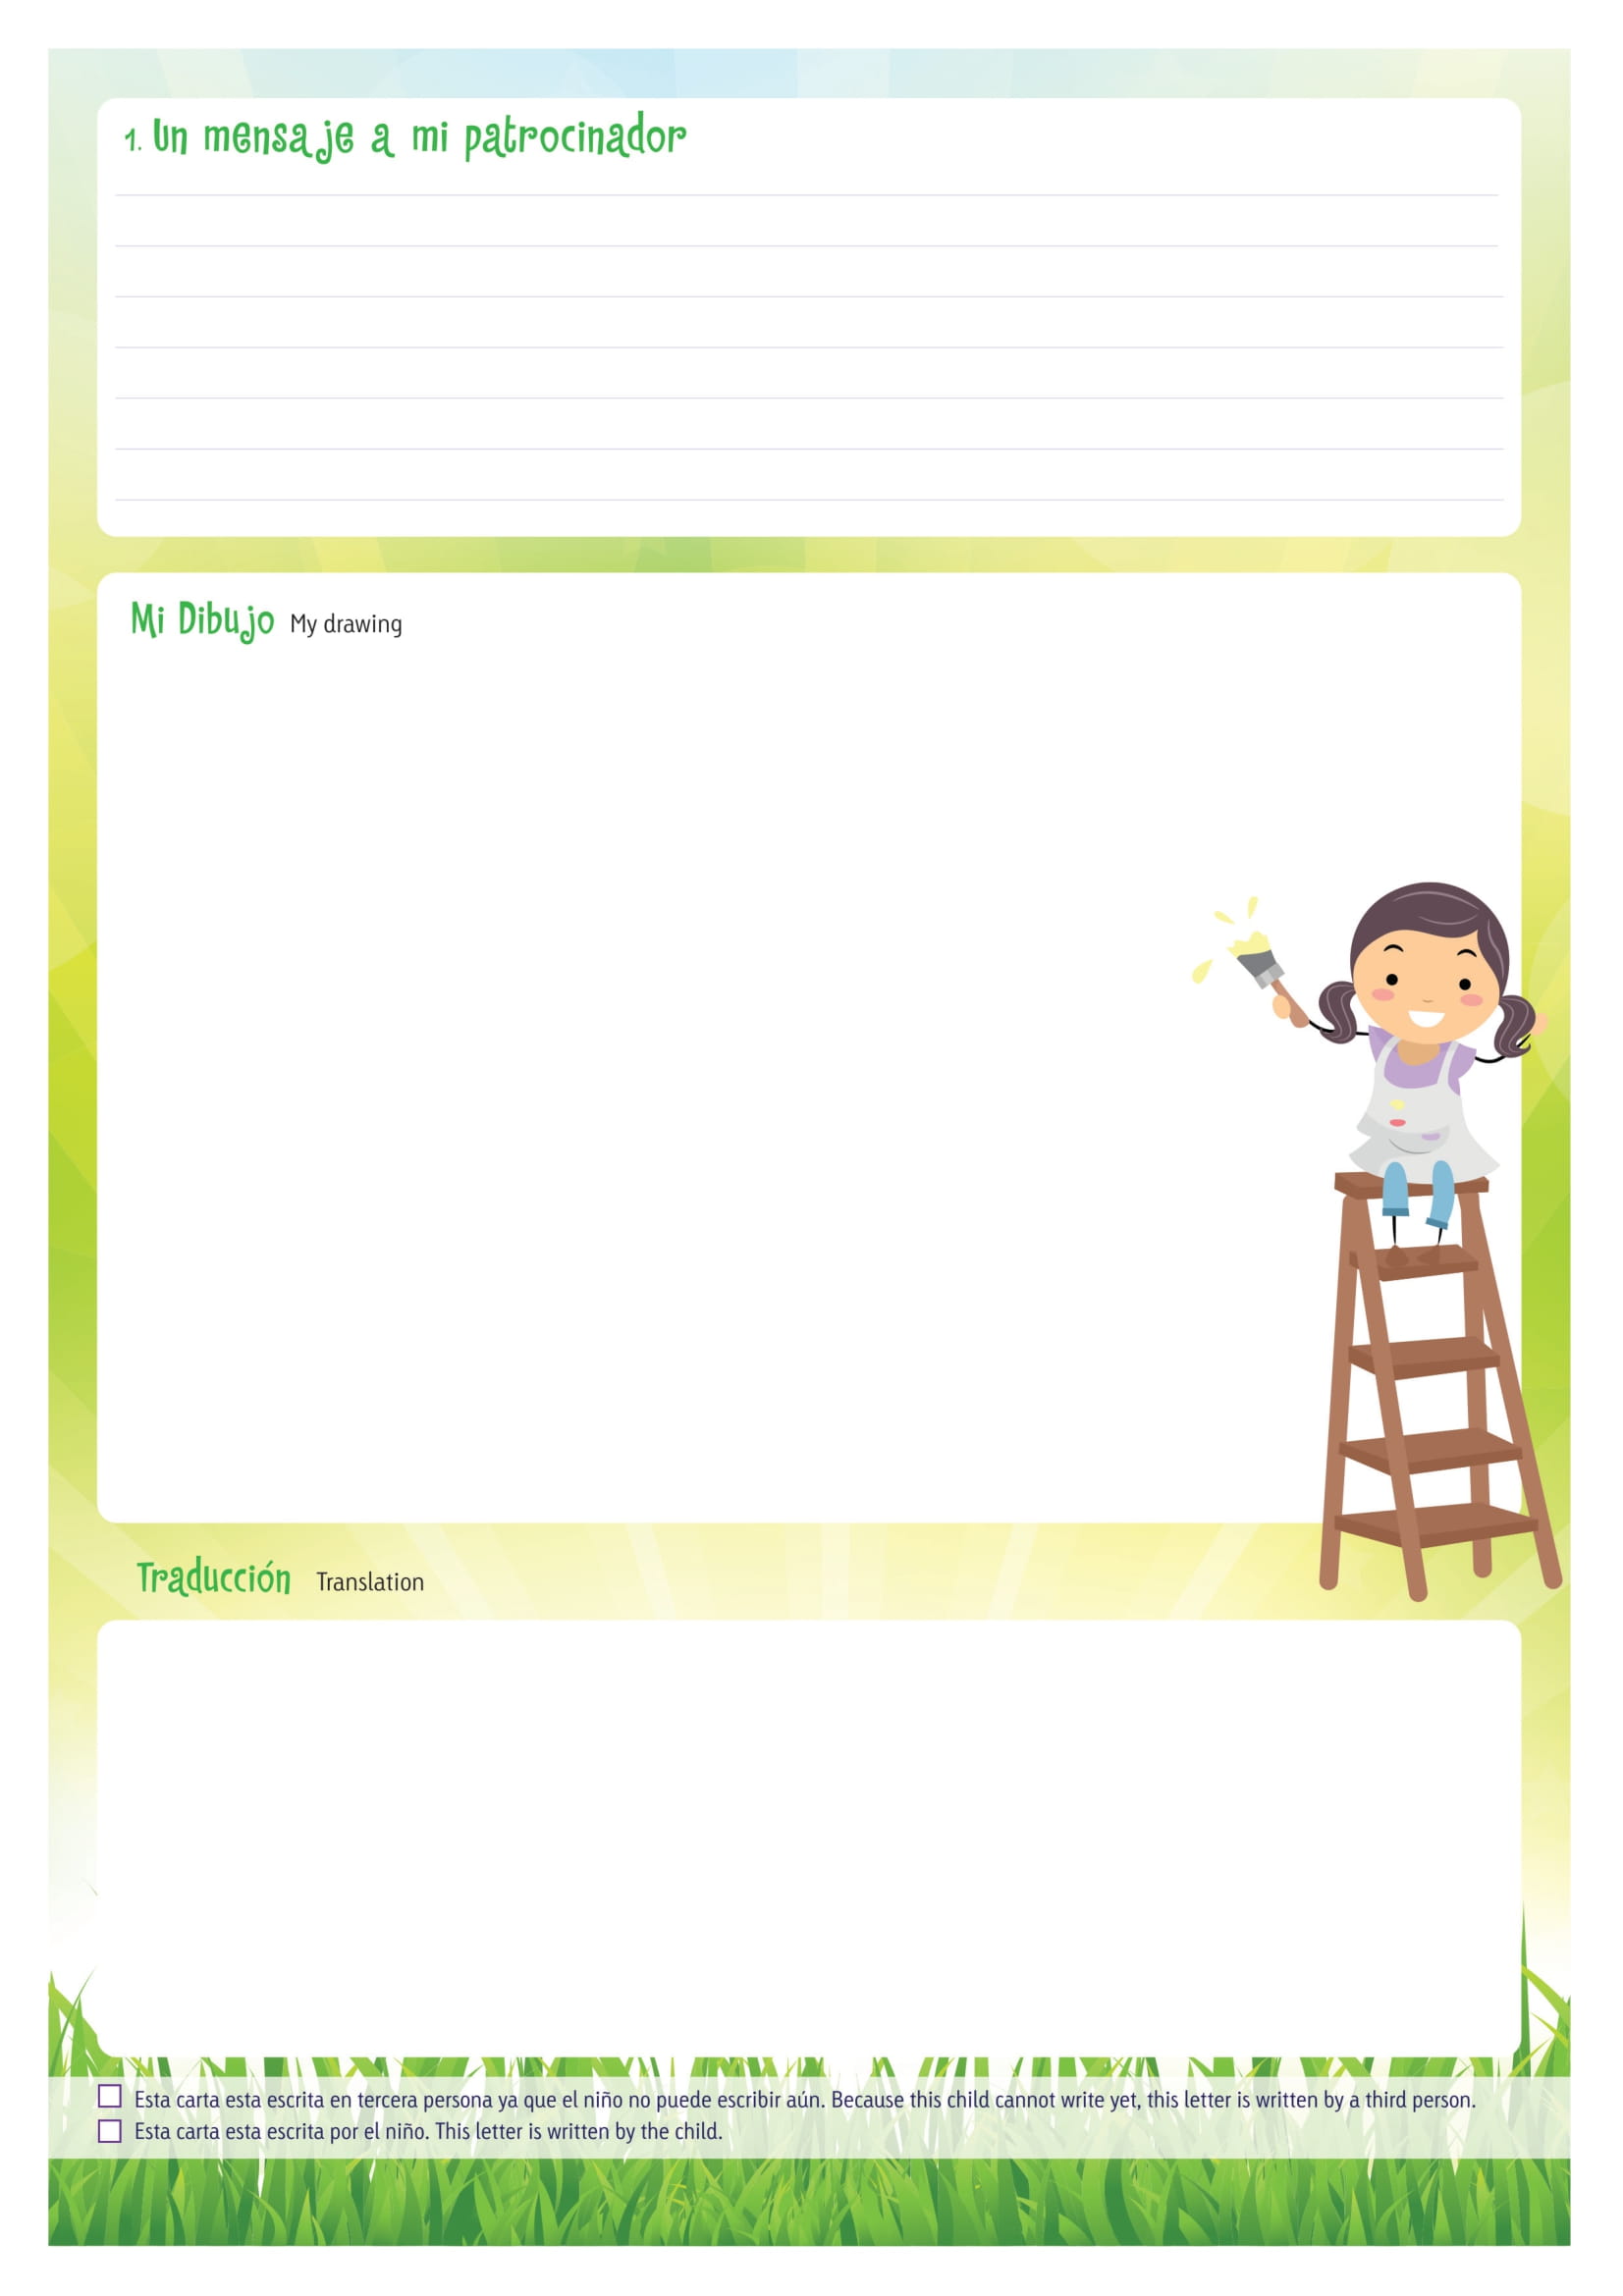 1. Un mensaje a mi patrocinador
Mi Dibujo My drawing
Traducción Translation
Esta carta esta escrita en tercera persona ya que el niño no puede escribir aún. Because this child cannot write yet, this letter is written by a third person.
Esta carta esta escrita por el niño. This letter is written by the child.